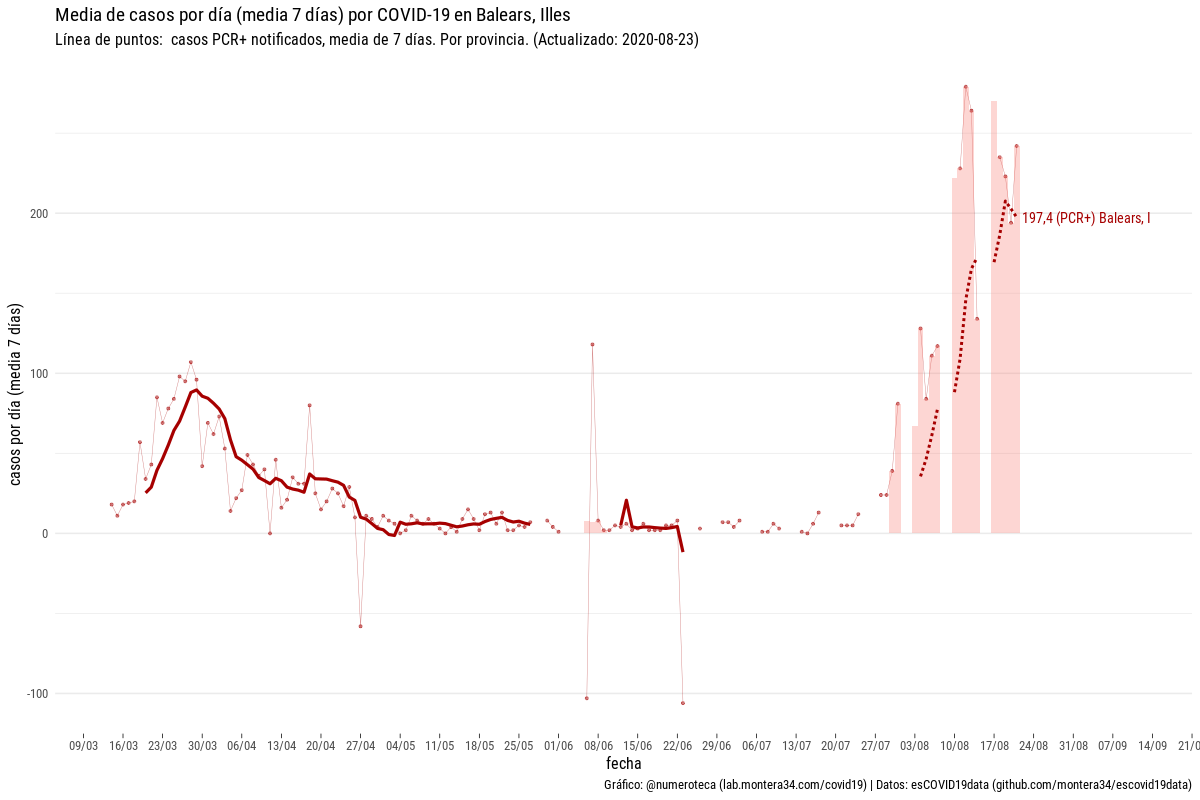 Media de casos por día (media 7 días) por COVID-19 en Balears, Illes
Línea de puntos:  casos PCR+ notificados, media de 7 días. Por provincia. (Actualizado: 2020-08-23)
casos por día (media 7 días)
200
100
0
-100
197,4 (PCR+) Balears, I
09/03 16/03 23/03 30/03 06/04 13/04 20/04 27/04 04/05 11/05 18/05 25/05 01/06 08/06 15/06 22/06 29/06 06/07 13/07 20/07 27/07 03/08 10/08 17/08 24/08 31/08 07/09 14/09 21/0
fecha
Gráfico: @numeroteca (lab.montera34.com/covid19) | Datos: esCOVID19data (github.com/montera34/escovid19data)